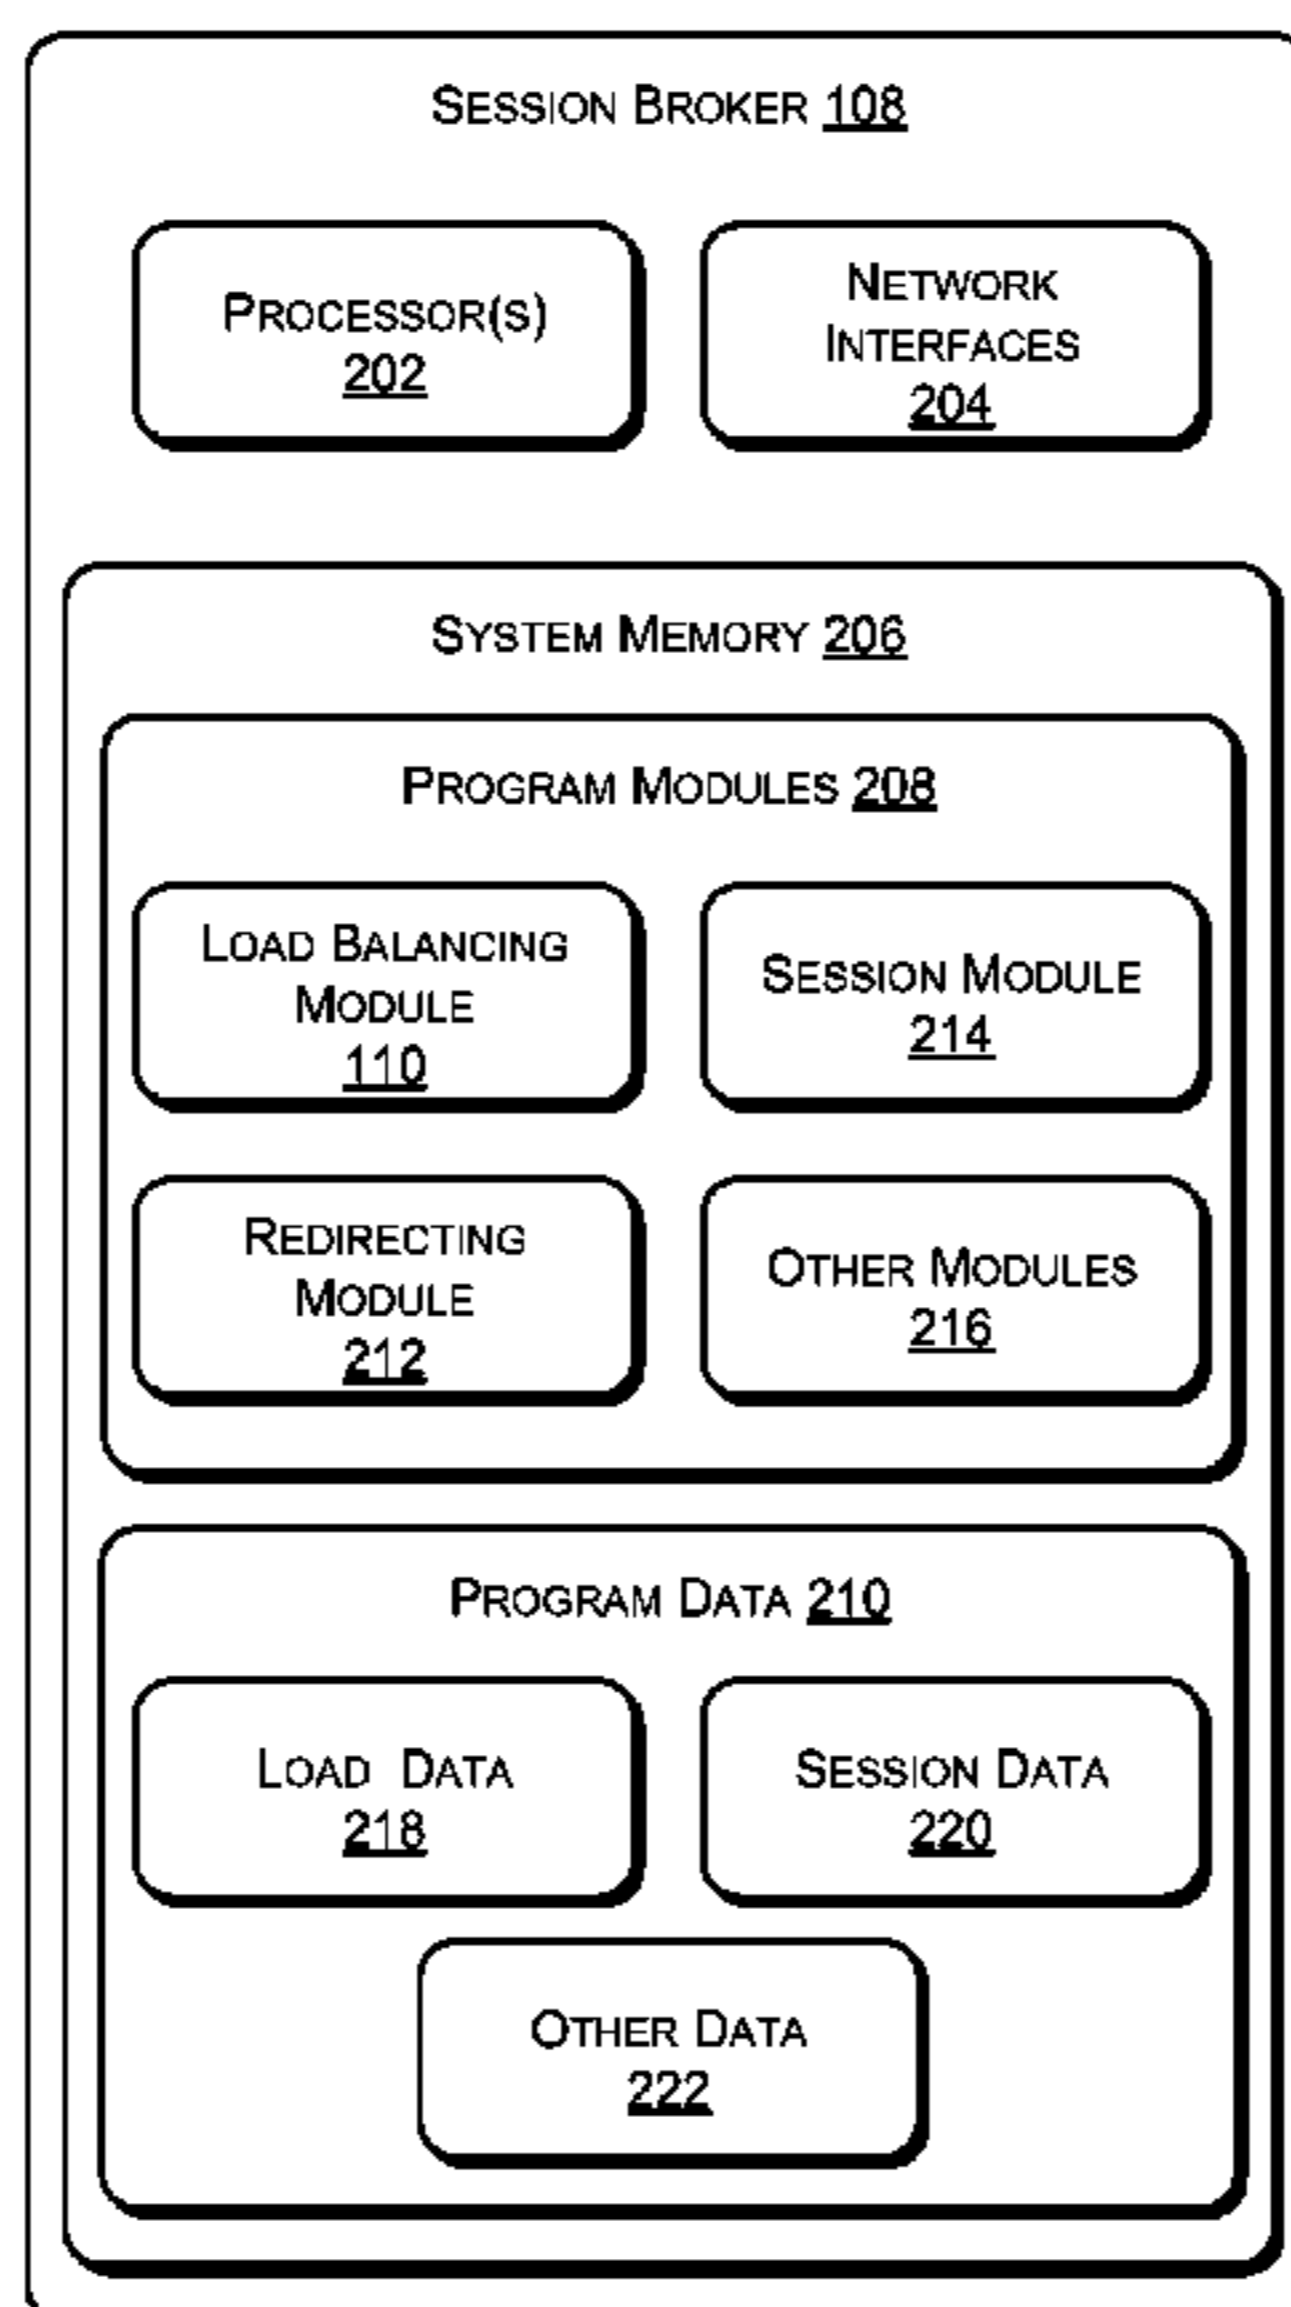 SESSION BROKER 108
PROCESSOR(S)
202
NETWORK
INTERFACES
204
SYSTEM MEMORY 206
PROGRAM MODULES 208
LOAD BALANCING
MODULE
110
SESSION MODULE
214
REDIRECTING
MODULE
212
OTHER MODULES
216
PROGRAM DATA 210
LOAD DATA
218
SESSION DATA
220
OTHER DATA
222